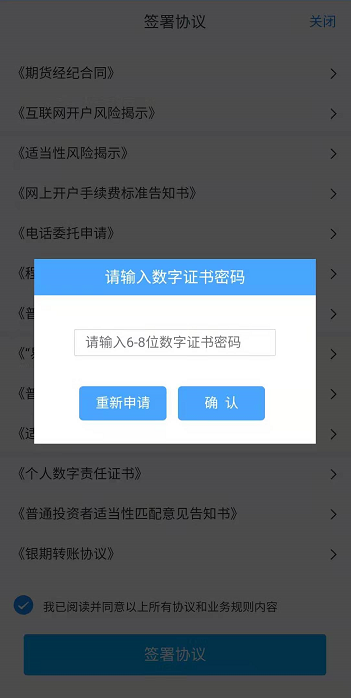 签署协议
关闭
《期货经纪合同》
《互联网开户风险揭示》
《适当性风险揭示》
《网上开户手续费标准告知书》
《电话委托申请》
《程
请输入数字证书密码
《普
请输入6-8位数字证书密码
《"易
《普
重新申请
确 认
《适
《个人数字责任证书》
《普通投资者适当性匹配意见告知书》
《银期转账协议》
我已阅读并同意以上所有协议和业务规则内容
签署协议